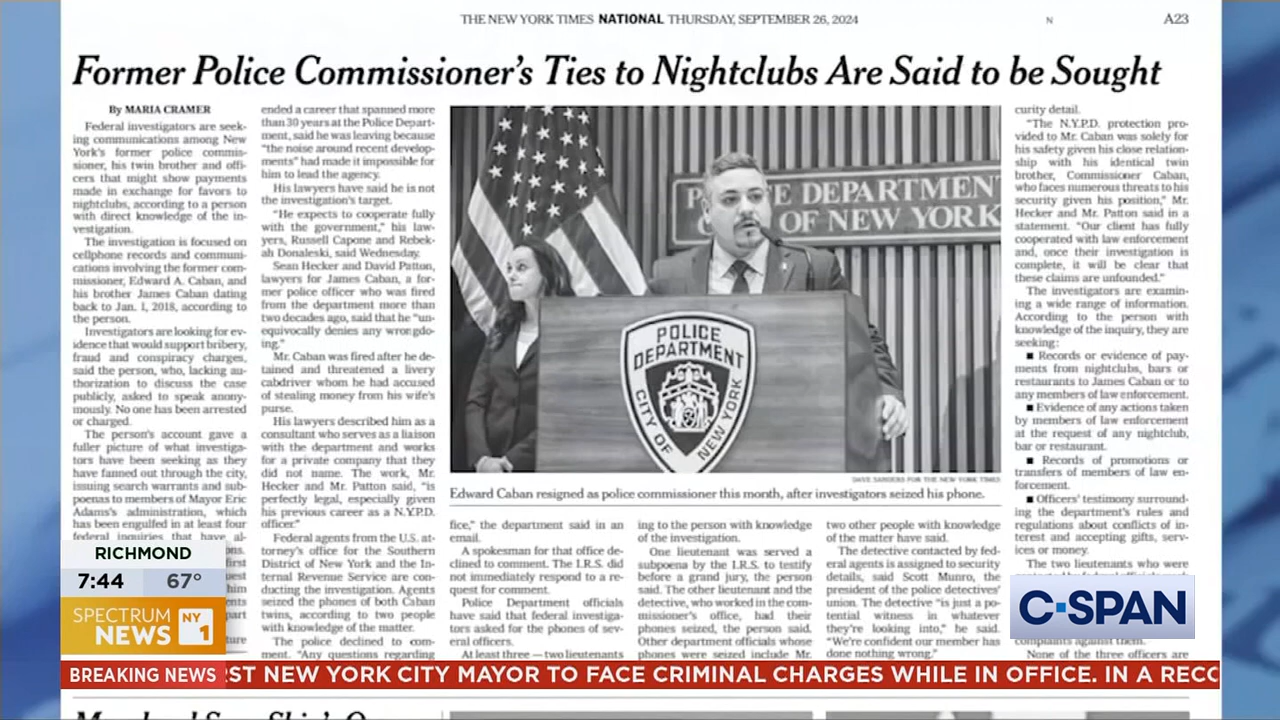 THE NEW YORK TIMES NATIONAL THURSDAY, SEPTEMBER 26, 2024
N
A23
Former Police Commissioner's Ties to Nightclubs Are Said to be Sought
By MARIA CRAMER
Federal investigators are seek-
ing communications among New
York's former police commis-
sioner, his twin brother and offi-
cers that might show payments
made in exchange for favors to
nightclubs, according to a person
with direct knowledge of the in-
vestigation.
The investigation is focused on
cellphone records and communi-
cations involving the former com-
missioner, Edward A. Caban, and
his brother James Caban dating
back to Jan. 1, 2018, according to
the person.
Investigators are looking for ev-
idence that would support bribery,
fraud and conspiracy charges,
said the person, who, lacking au-
thorization to discuss the case
publicly, asked to speak anony-
mously. No one has been arrested
or charged.
The person's account gave a
fuller picture of what investiga-
tors have been seeking as they
have fanned out through the city,
issuing search warrants and sub-
poenas to members of Mayor Eric
Adams's administration, which
has been engulfed in at least four
federal inquiries that have al-
ended a career that spanned more
than 30 years at the Police Depart-
ment, said he was leaving because
"the noise around recent develop-
ments" had made it impossible for
him to lead the agency.
His lawyers have said he is not
the investigation's target.
"He expects to cooperate fully
with the government," his law-
yers, Russell Capone and Rebek-
ah Donaleski, said Wednesday.
Sean Hecker and David Patton,
lawyers for James Caban, a for-
mer police officer who was fired
from the department more than
two decades ago, said that he "un-
equivocally denies any wrongdo-
ing."
Mr. Caban was fired after he de-
tained and threatened a livery
cabdriver whom he had accused
of stealing money from his wife's
purse.
His lawyers described him as a
consultant who serves as a liaison
with the department and works
for a private company that they
did not name. The work, Mr.
Hecker and Mr. Patton said, "is
perfectly legal, especially given
his previous career as a N.Y.P.D.
officer."
Federal agents from the U.S. at-
torney's office for the Southern
District of New York and the In-
ternal Revenue Service are con-
ducting the investigation. Agents
seized the phones of both Caban
twins, according to two people
with knowledge of the matter.
The police declined to com-
ment. "Any questions regarding
DEPARTMENT
OF NEW YORK
POLICE
DEPARTMENT
CITY OF
NEW YORK
DAVE SANDERS FOR THE NEW YORK TIMES
Edward Caban resigned as police commissioner this month, after investigators seized his phone.
fice," the department said in an
email.
A spokesman for that office de-
clined to comment. The I.R.S. did
not immediately respond to a re-
quest for comment.
Police Department officials
have said that federal investiga-
tors asked for the phones of sev-
eral officers.
At least three — two lieutenants
ing to the person with knowledge
of the investigation.
One lieutenant was served a
subpoena by the I.R.S. to testify
before a grand jury, the person
said. The other lieutenant and the
detective, who worked in the com-
missioner's office, had their
phones seized, the person said.
Other department officials whose
phones were seized include Mr.
two other people with knowledge
of the matter have said.
The detective contacted by fed-
eral agents is assigned to security
details, said Scott Munro, the
president of the police detectives'
union. The detective "is just a po-
tential witness in whatever
they're looking into," he said.
"We're confident our member has
done nothing wrong."
curity detail.
"The N.Y.P.D. protection pro-
vided to Mr. Caban was solely for
his safety given his close relation-
ship with his identical twin
brother, Commissioner Caban,
who faces numerous threats to his
security given his position," Mr.
Hecker and Mr. Patton said in a
statement. "Our client has fully
cooperated with law enforcement
and, once their investigation is
complete, it will be clear that
these claims are unfounded."
The investigators are examin-
ing a wide range of information.
According to the person with
knowledge of the inquiry, they are
seeking:
■ Records or evidence of pay-
ments from nightclubs, bars or
restaurants to James Caban or to
any members of law enforcement.
■ Evidence of any actions taken
by members of law enforcement
at the request of any nightclub,
bar or restaurant.
■ Records of promotions or
transfers of members of law en-
forcement.
■ Officers' testimony surround-
ing the department's rules and
regulations about conflicts of in-
terest and accepting gifts, serv-
ices or money.
The two lieutenants who were
complaints against them.
None of the three officers are
RICHMOND
7:44 67°
SPECTRUM
NEWS NY 1
C-SPAN
BREAKING NEWS ST NEW YORK CITY MAYOR TO FACE CRIMINAL CHARGES WHILE IN OFFICE. IN A RECO